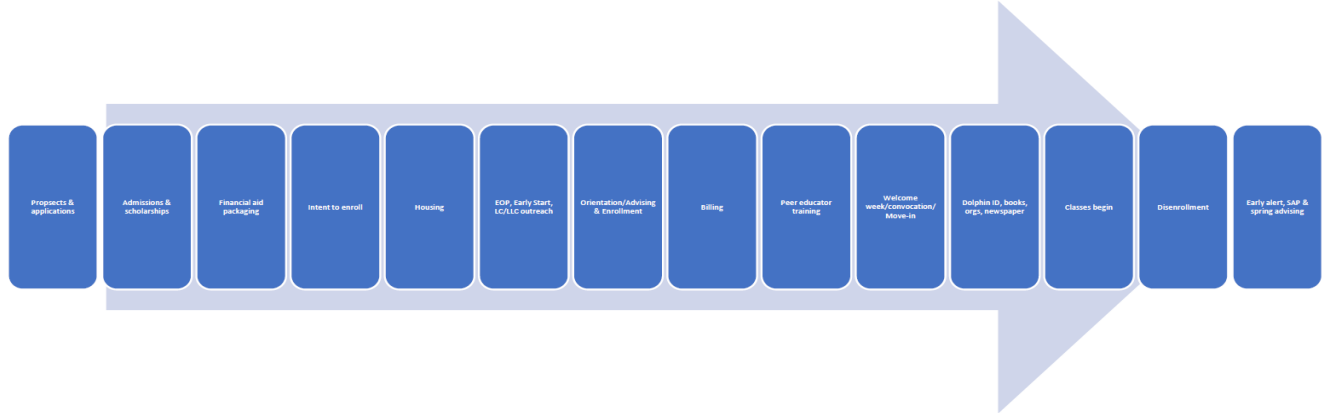 Propsects &
applications
Admissions &
scholarships
Financial aid
packaging
Intent to enroll
Housing
EOP, Early Start,
LC/LLC outreach
Orientation/Advising
& Enrollment
Billing
Peer educator
training
Welcome
week/convocation/
Move-in
Dolphin ID, books,
orgs, newspaper
Classes begin
Disenrollment
Early alert, SAP &
spring advising